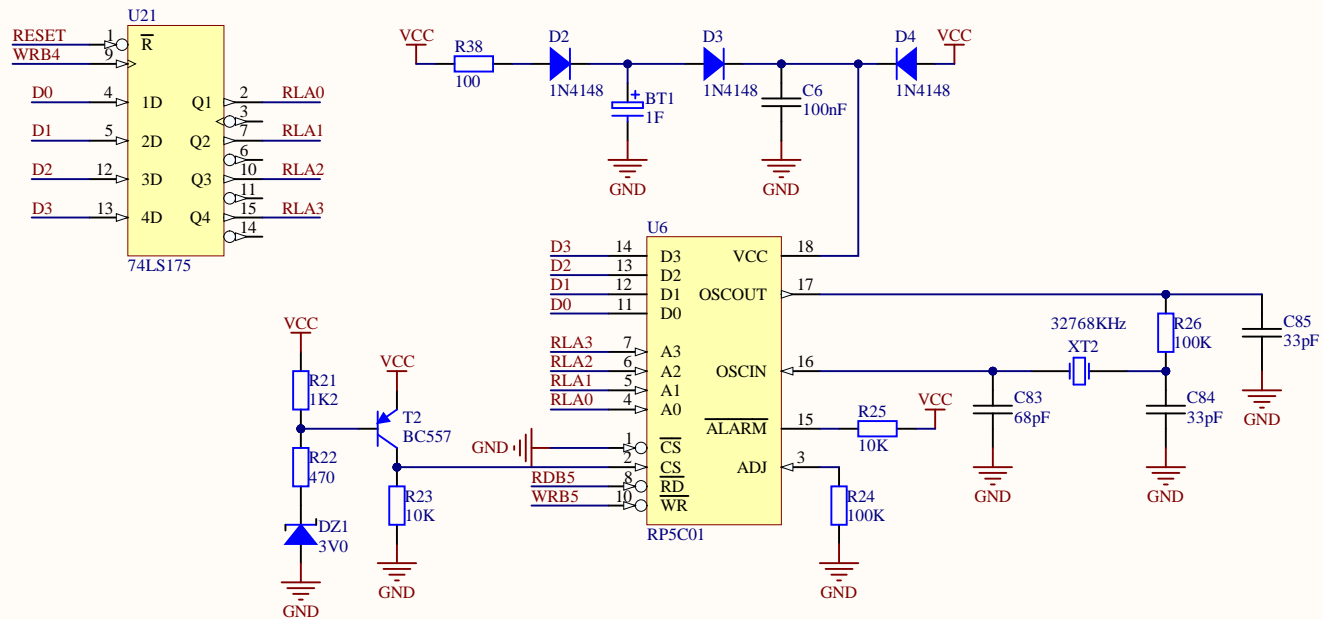 U21
RESET 1 R
WRB4 9
D0 4 1D Q1 2 RLA0
3
D1 5 2D Q2 7 RLA1
6
D2 12 3D Q3 10 RLA2
11
D3 13 4D Q4 15 RLA3
14
74LS175
VCC R38 D2 D3 D4 VCC
100 1N4148 1N4148 1N4148
+ BT1 C6
1F 100nF
GND GND
U6
D3 14 D3 VCC 18
D2 13 D2
D1 12 D1 OSCOUT 17
D0 11 D0
RLA3 7 A3
RLA2 6 A2 OSCIN 16
RLA1 5 A1
RLA0 4 A0
ALARM 15
GND 1 CS
2 CS ADJ 3
RDB5 8 RD
WRB5 10 WR
RP5C01
VCC
R21
1K2
VCC
T2
BC557
R22
470
R23
10K
DZ1
3V0
GND
GND
R25
10K
VCC
R24
100K
GND
32768KHz
XT2
R26
100K
C85
33pF
GND
C83
68pF
GND
C84
33pF
GND